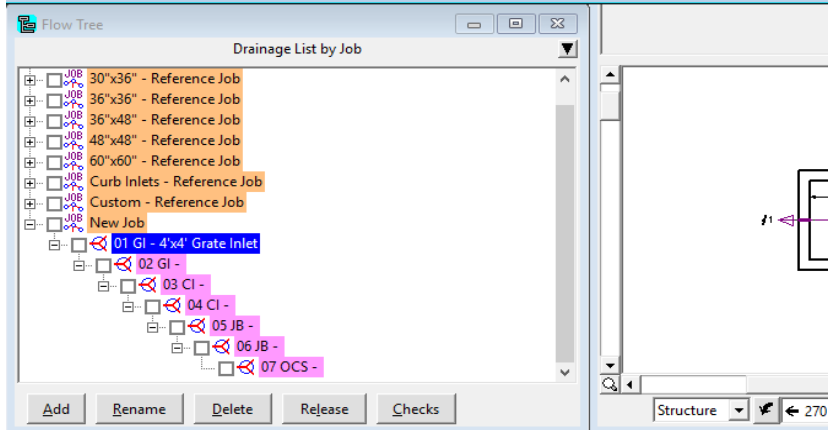 Flow Tree
Drainage List by Job
JOB 30"x36" - Reference Job
JOB 36"x36" - Reference Job
JOB 36"x48" - Reference Job
JOB 48"x48" - Reference Job
JOB 60"x60" - Reference Job
JOB Curb Inlets - Reference Job
JOB Custom - Reference Job
JOB New Job
01 GI - 4'x4' Grate Inlet
02 GI -
03 CI -
04 CI -
05 JB -
06 JB -
07 OCS -
Add Rename Delete Release Checks
Structure 270